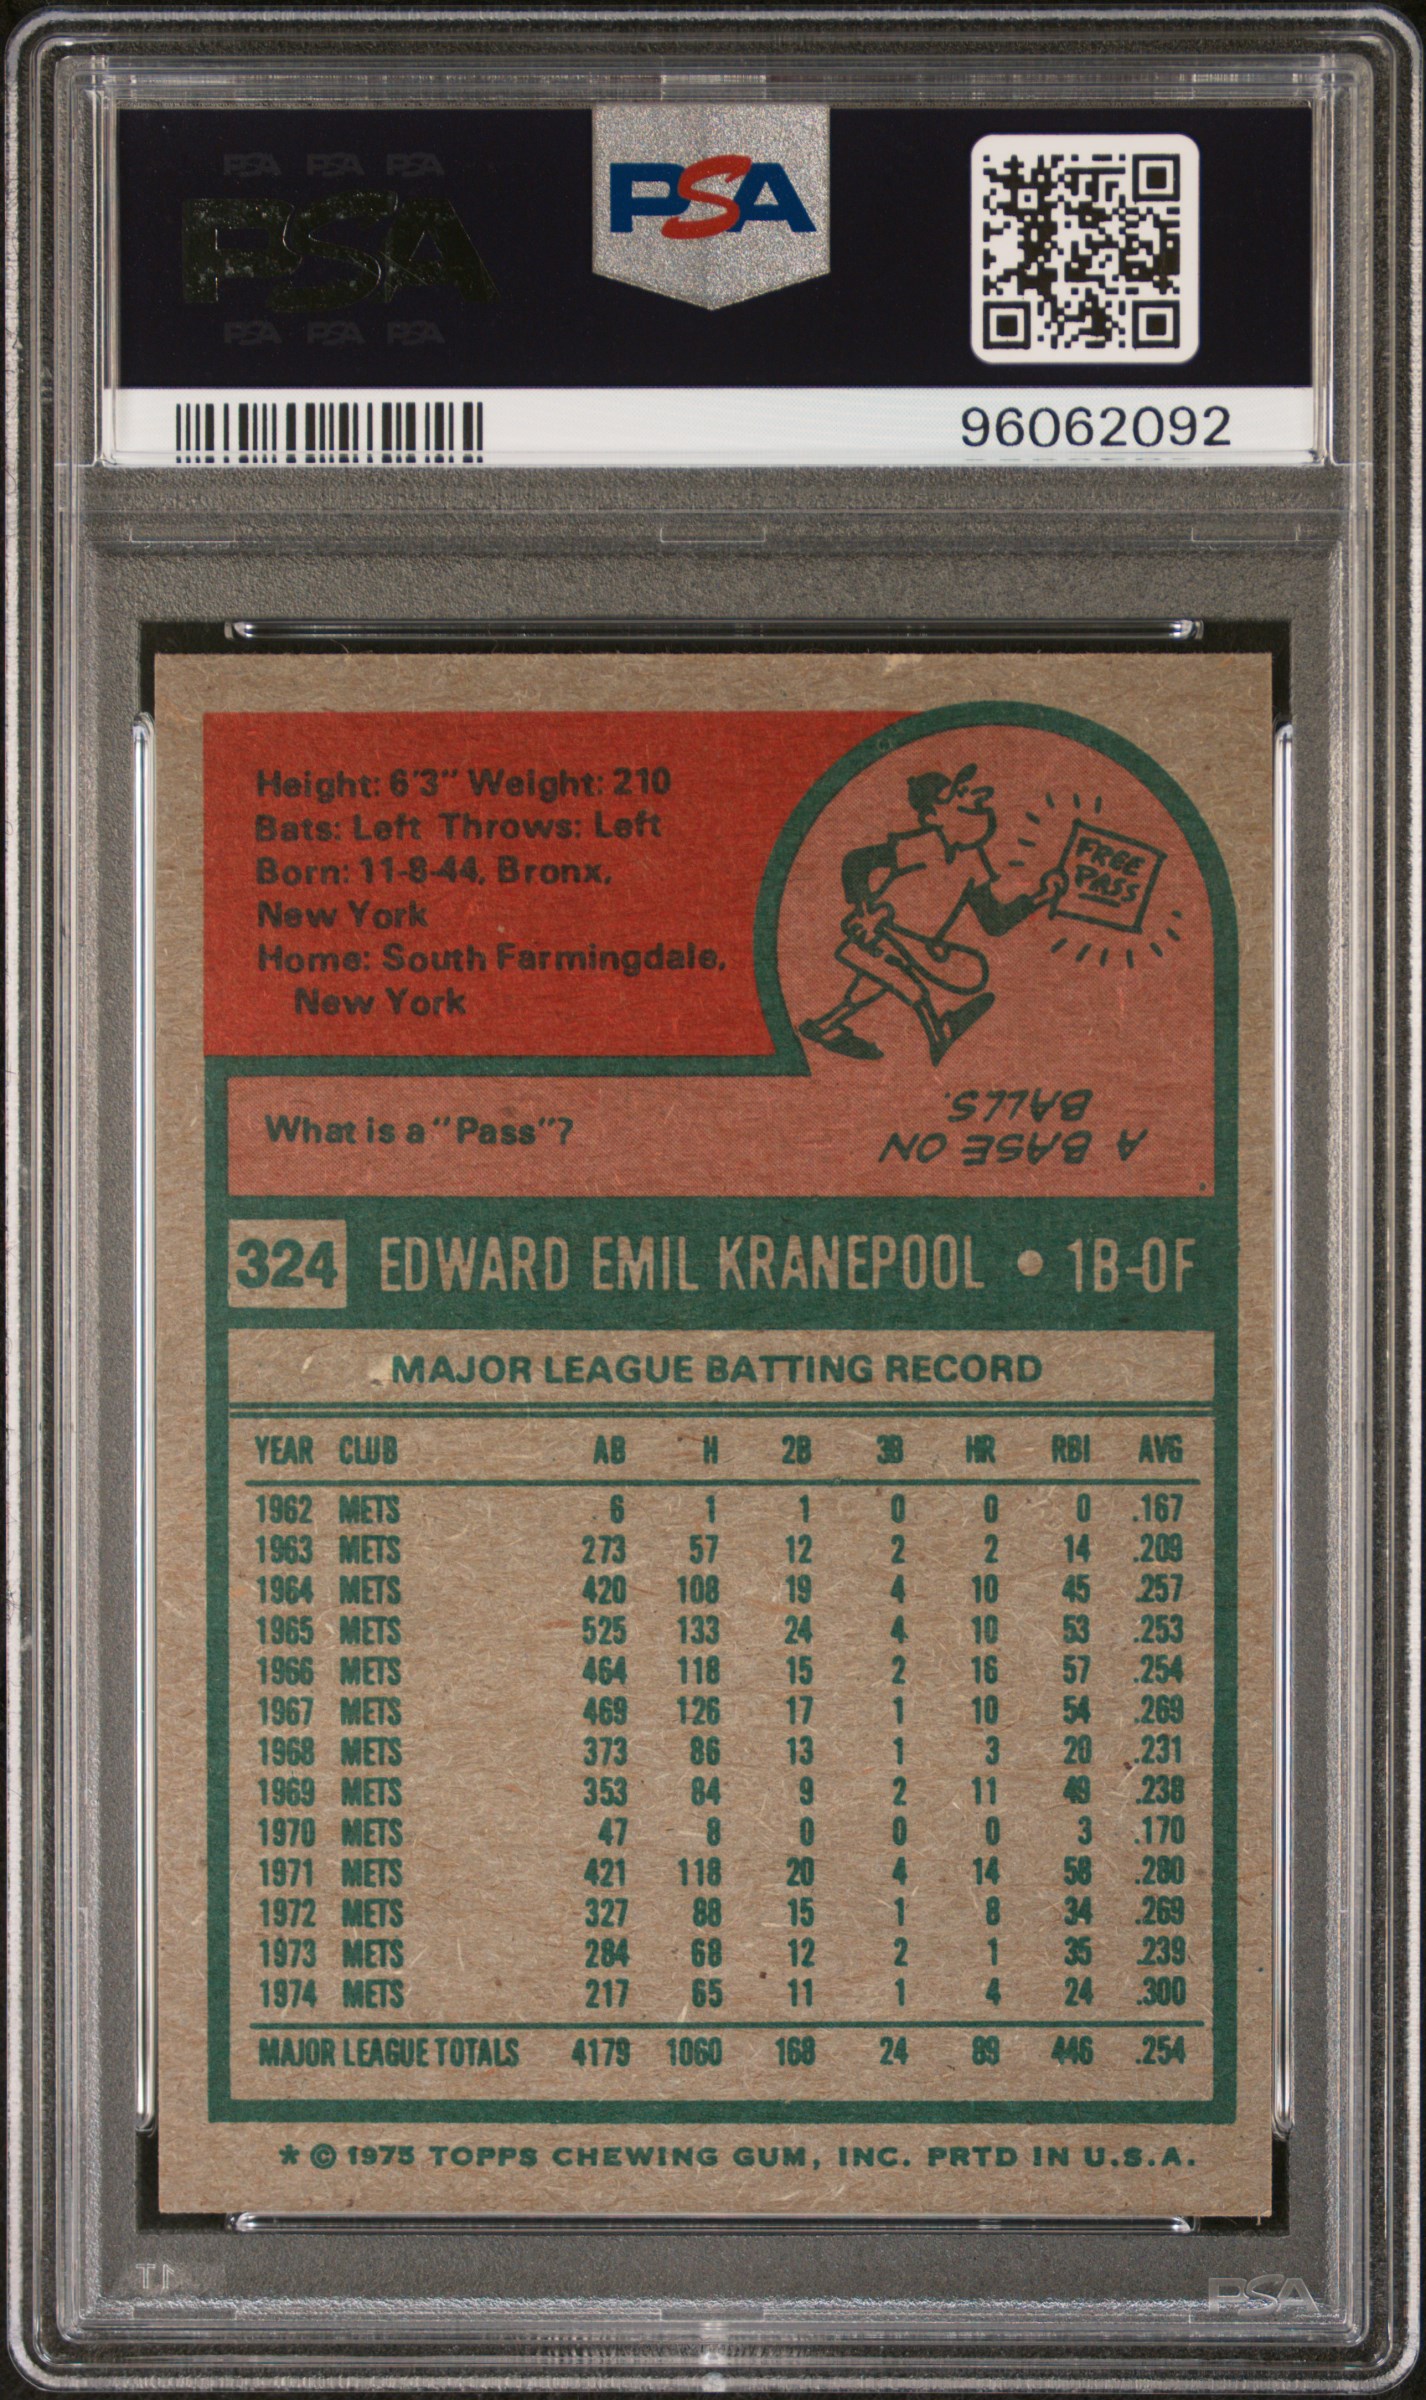 PSA PSA PSA
PSA
PSA PSA PSA
PSA
96062092
Height: 6'3" Weight: 210
Bats: Left Throws: Left
Born: 11-8-44, Bronx,
New York
Home: South Farmingdale,
New York
FREE
PASS
What is a "Pass"?
A BASE ON
BALLS.
324 EDWARD EMIL KRANEPOOL • 1B-OF
MAJOR LEAGUE BATTING RECORD
YEAR CLUB AB H 2B 3B HR RBI AVG
1962 METS 6 1 1 0 0 0 .167
1963 METS 273 57 12 2 2 14 .209
1964 METS 420 108 19 4 10 45 .257
1965 METS 525 133 24 4 10 53 .253
1966 METS 464 118 15 2 16 57 .254
1967 METS 469 126 17 1 10 54 .269
1968 METS 373 86 13 1 3 20 .231
1969 METS 353 84 9 2 11 49 .238
1970 METS 47 8 0 0 0 3 .170
1971 METS 421 118 20 4 14 58 .280
1972 METS 327 88 15 1 8 34 .269
1973 METS 284 68 12 2 1 35 .239
1974 METS 217 65 11 1 4 24 .300
MAJOR LEAGUE TOTALS 4179 1060 168 24 89 446 .254
* © 1975 TOPPS CHEWING GUM, INC. PRTD IN U.S.A.
PSA